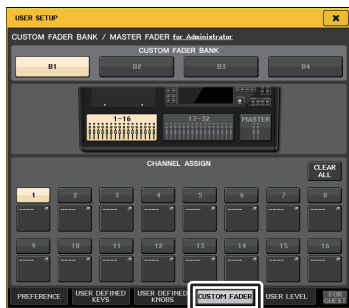 USER SETUP
CUSTOM FADER BANK / MASTER FADER for Administrator
CUSTOM FADER BANK
B1 B2 B3 B4
1-16 17-32 MASTER
CHANNEL ASSIGN
CLEAR ALL
1 2 3 4 5 6 7 8
---- ---- ---- ---- ---- ---- ---- ----
9 10 11 12 13 14 15 16
---- ---- ---- ---- ---- ---- ---- ----
PREFERENCE USER DEFINED KEYS USER DEFINED KNOBS CUSTOM FADER USER LEVEL FOR GUEST